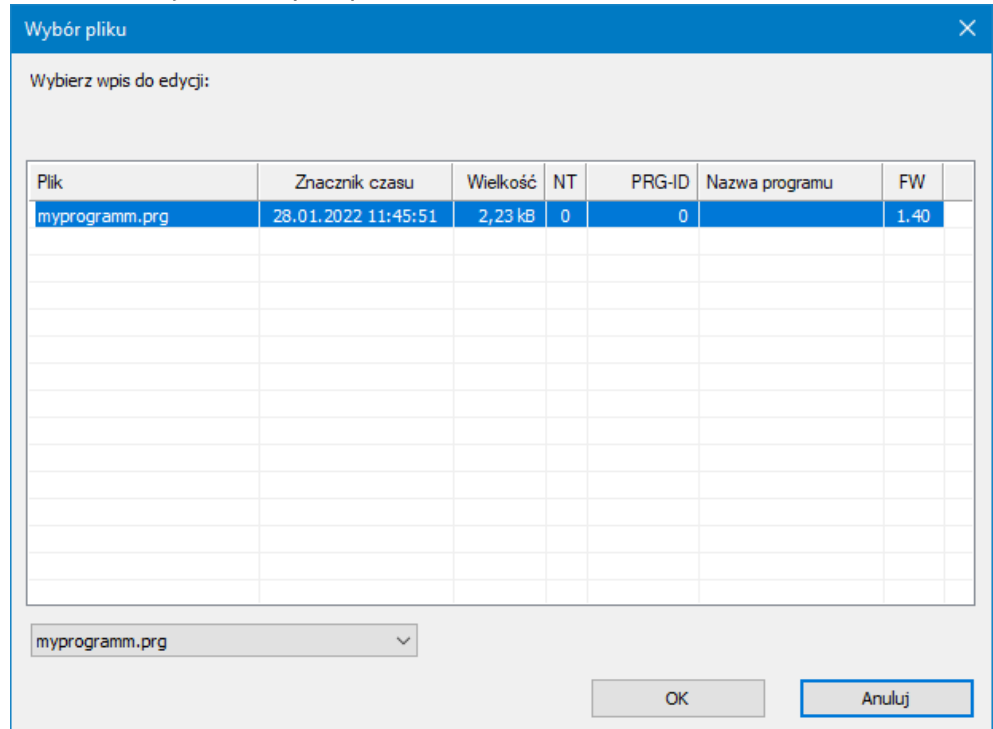 Wybór pliku
Wybierz wpis do edycji:
Plik Znacznik czasu Wielkość NT PRG-ID Nazwa programu FW
myprogramm.prg 28.01.2022 11:45:51 2,23 kB 0 0 1.40
myprogramm.prg
OK Anuluj